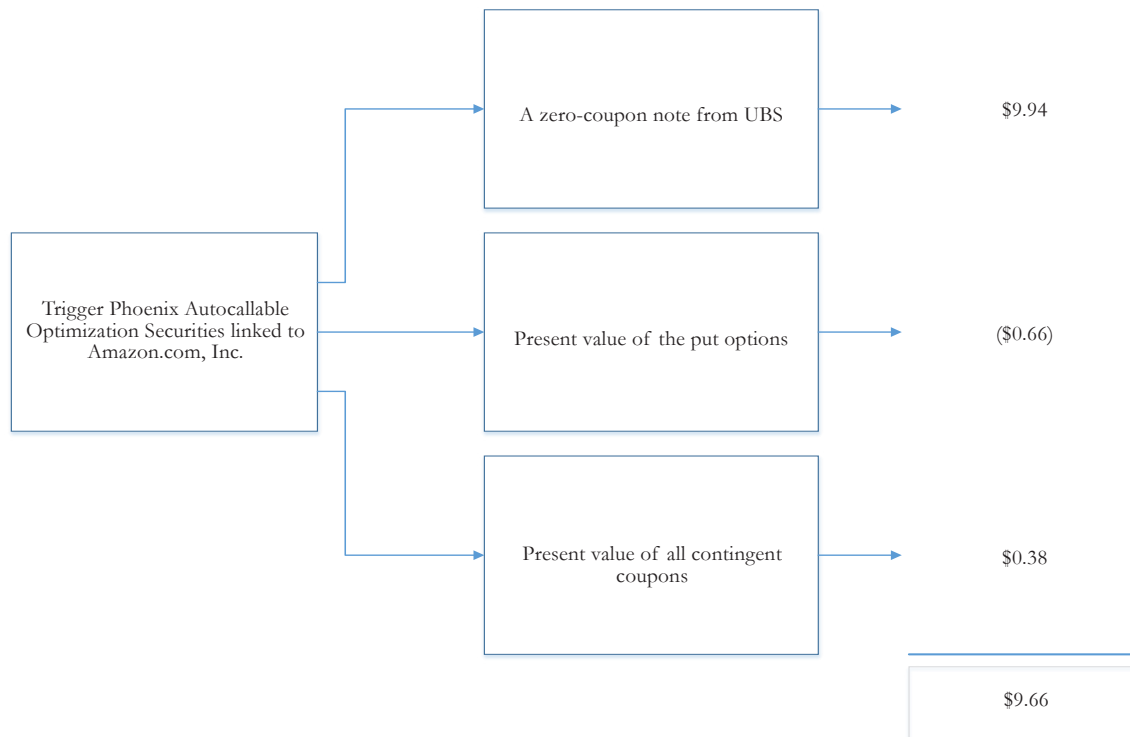 A zero-coupon note from UBS
$9.94
Trigger Phoenix Autocallable
Optimization Securities linked to
Amazon.com, Inc.
Present value of the put options
($0.66)
Present value of all contingent
coupons
$0.38
$9.66